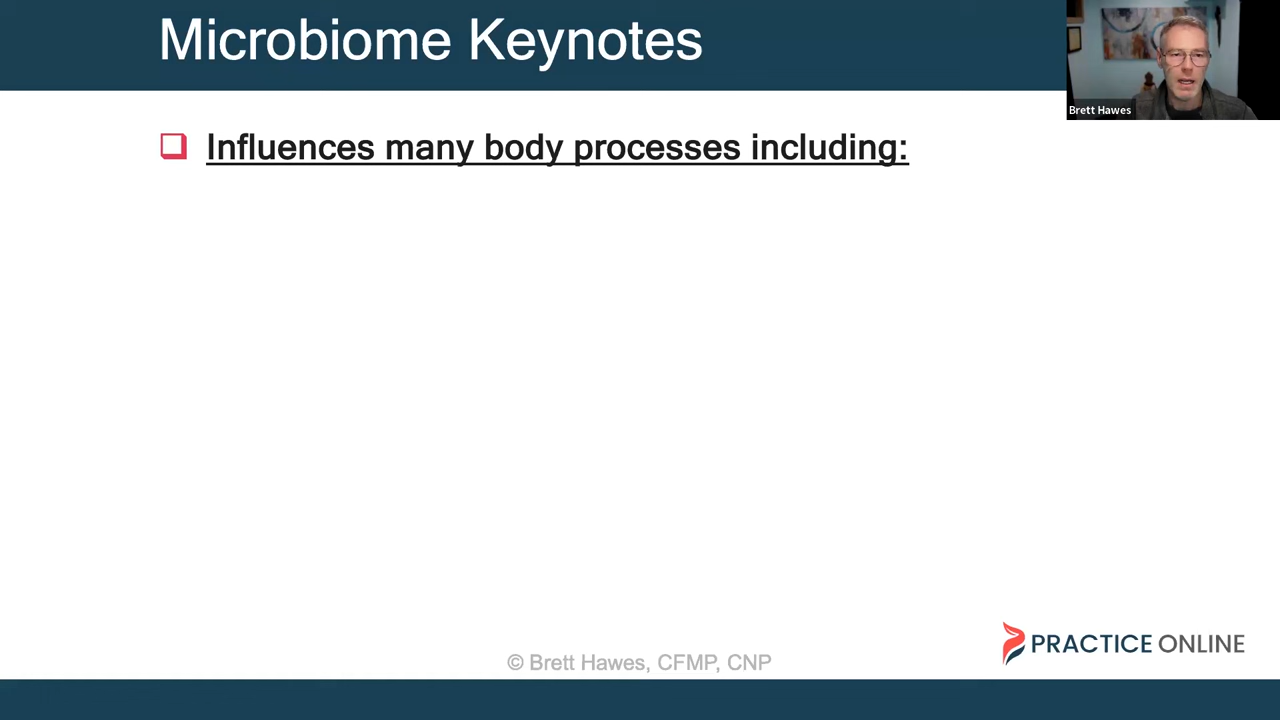 Microbiome Keynotes
Brett Hawes
Influences many body processes including:
PRACTICE ONLINE
© Brett Hawes, CFMP, CNP